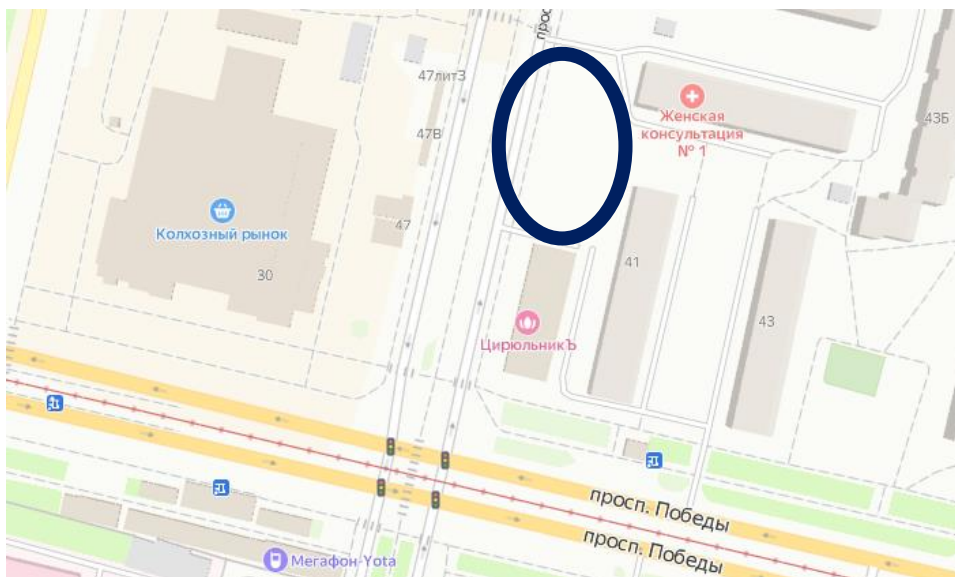 прос
47литЗ
47В
Женская
консультация
№ 1
43Б
Колхозный рынок
47
30
41
ЦирюльникЪ
43
просп. Победы
просп. Победы
Мегафон-Yota